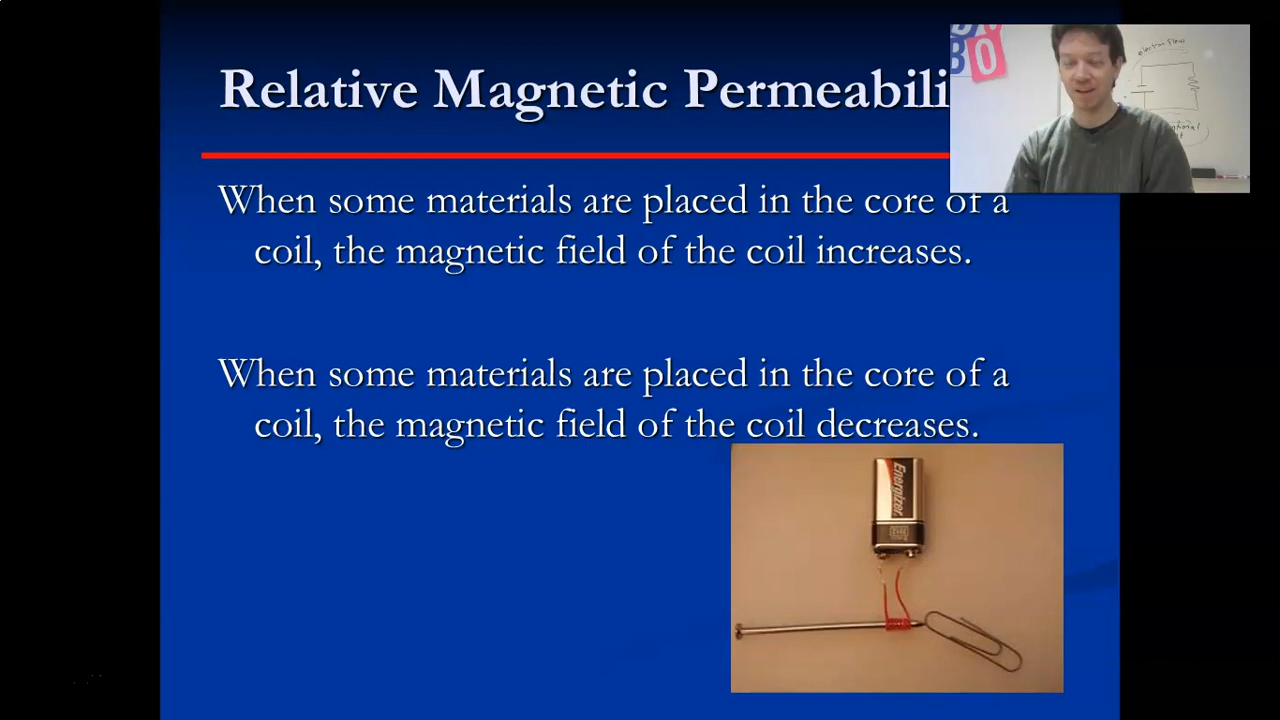 Relative Magnetic Permeabili
When some materials are placed in the core of a
coil, the magnetic field of the coil increases.
When some materials are placed in the core of a
coil, the magnetic field of the coil decreases.
electron flow
Energizer